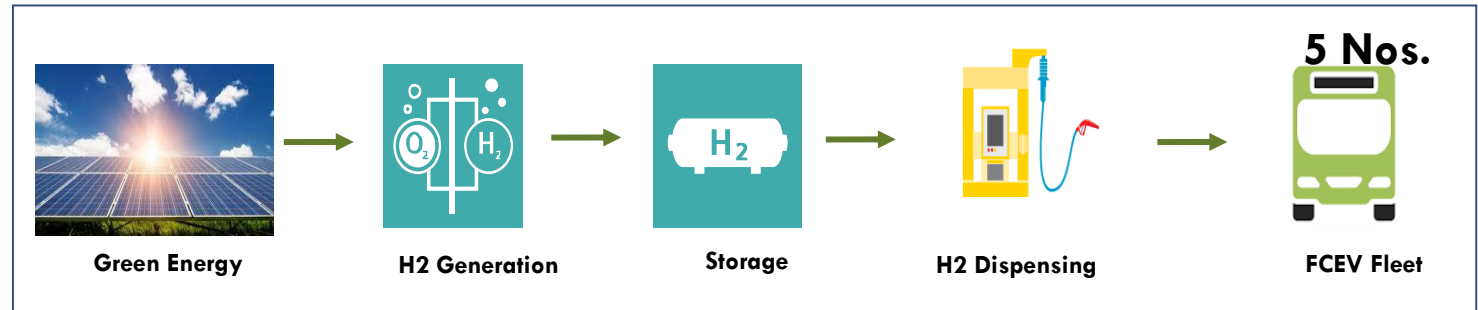 5 Nos.
O2
H2
H2
Green Energy
H2 Generation
Storage
H2 Dispensing
FCEV Fleet